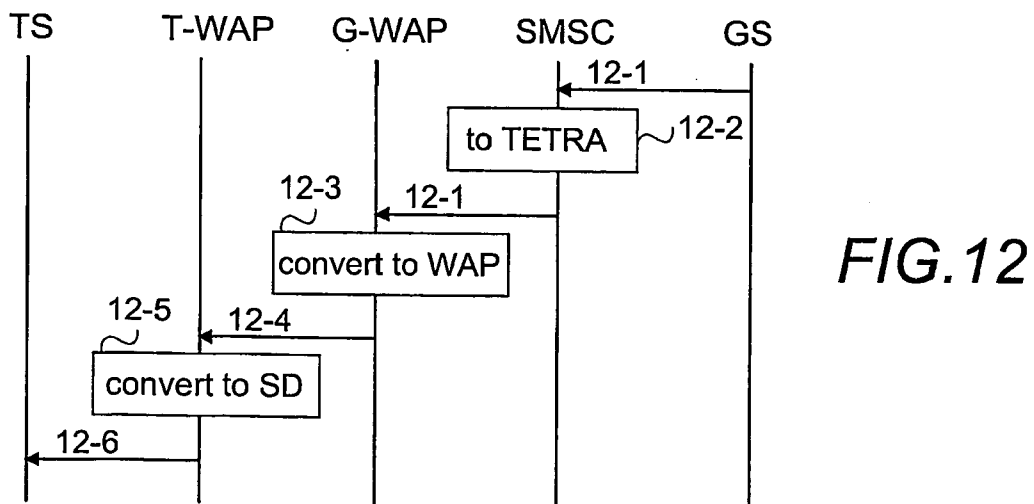 TS T-WAP G-WAP SMSC GS
12-1
to TETRA 12-2
12-1
12-3
convert to WAP
FIG.12
12-4
12-5
convert to SD
12-6